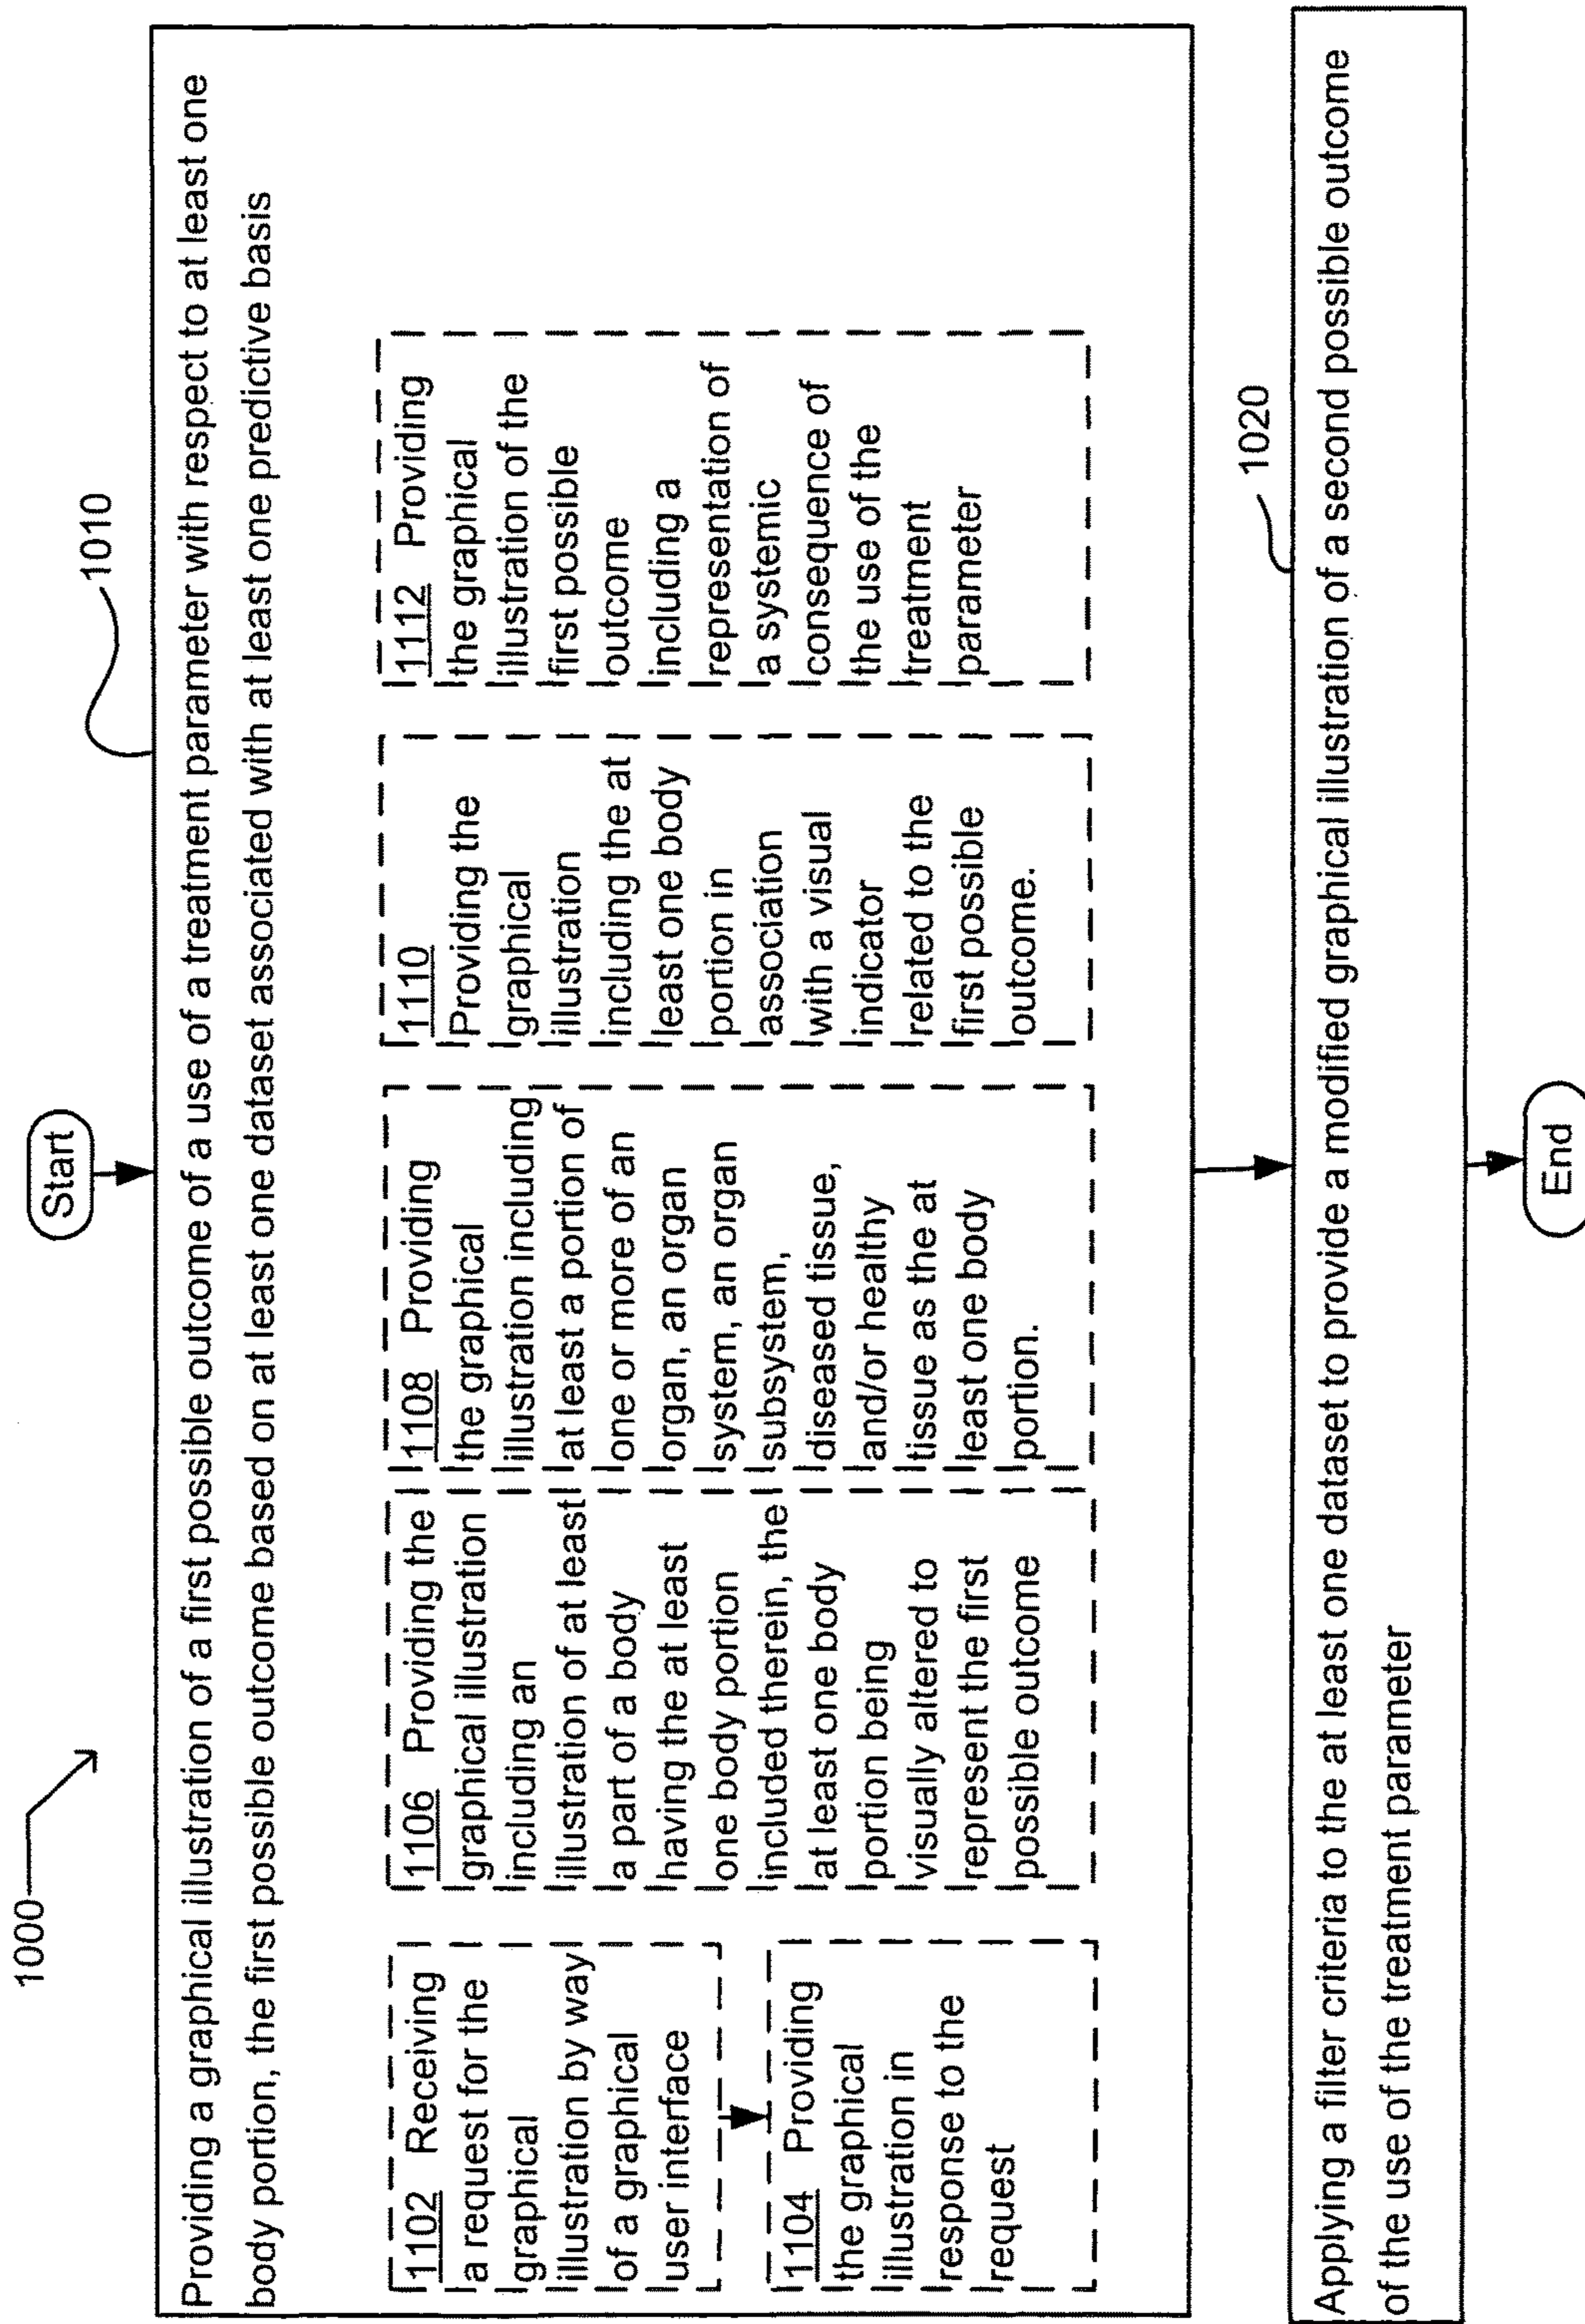 1000
Start
1010
Providing a graphical illustration of a first possible outcome of a use of a treatment parameter with respect to at least one
body portion, the first possible outcome based on at least one dataset associated with at least one predictive basis
1102 Receiving
a request for the
graphical
illustration by way
of a graphical
user interface
1104 Providing
the graphical
illustration in
response to the
request
1106 Providing the
graphical illustration
including an
illustration of at least
a part of a body
having the at least
one body portion
included therein, the
at least one body
portion being
visually altered to
represent the first
possible outcome
1108 Providing
the graphical
illustration including
at least a portion of
one or more of an
organ, an organ
system, an organ
subsystem,
diseased tissue,
and/or healthy
tissue as the at
least one body
portion.
1110
Providing the
graphical
illustration
including the at
least one body
portion in
association
with a visual
indicator
related to the
first possible
outcome.
1112 Providing
the graphical
illustration of the
first possible
outcome
including a
representation of
a systemic
consequence of
the use of the
treatment
parameter
1020
Applying a filter criteria to the at least one dataset to provide a modified graphical illustration of a second possible outcome
of the use of the treatment parameter
End